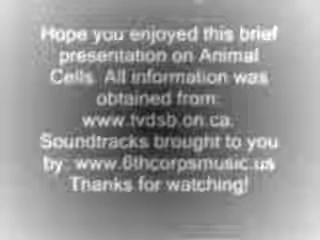 Hope you enjoyed this brief
presentation on Animal
Cells. All information was
obtained from:
www.tvdsb.on.ca.
Soundtracks brought to you
by: www.6thcorpsmusic.us
Thanks for watching!